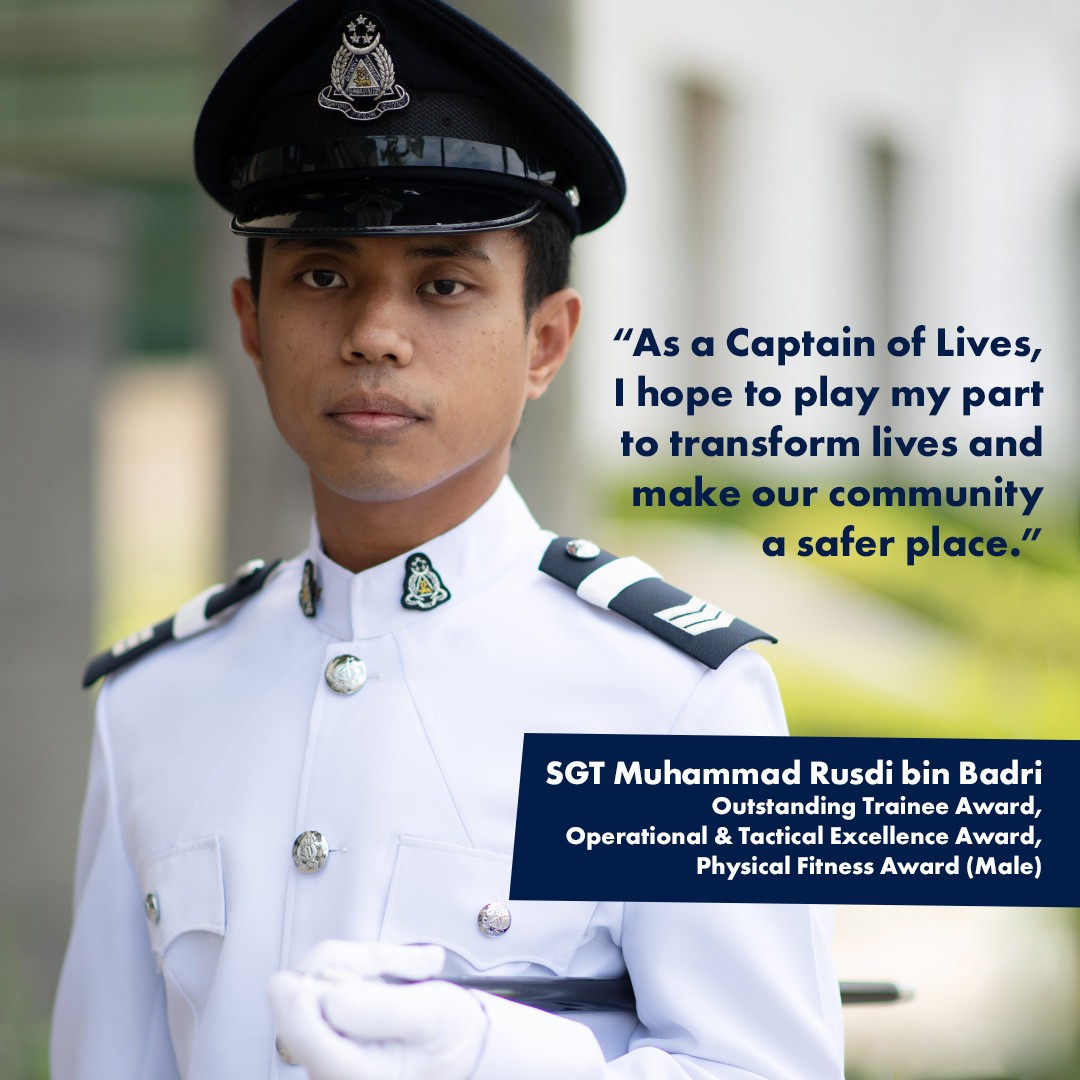 “As a Captain of Lives,
I hope to play my part
to transform lives and
make our community
a safer place.”
SGT Muhammad Rusdi bin Badri
Outstanding Trainee Award,
Operational & Tactical Excellence Award,
Physical Fitness Award (Male)